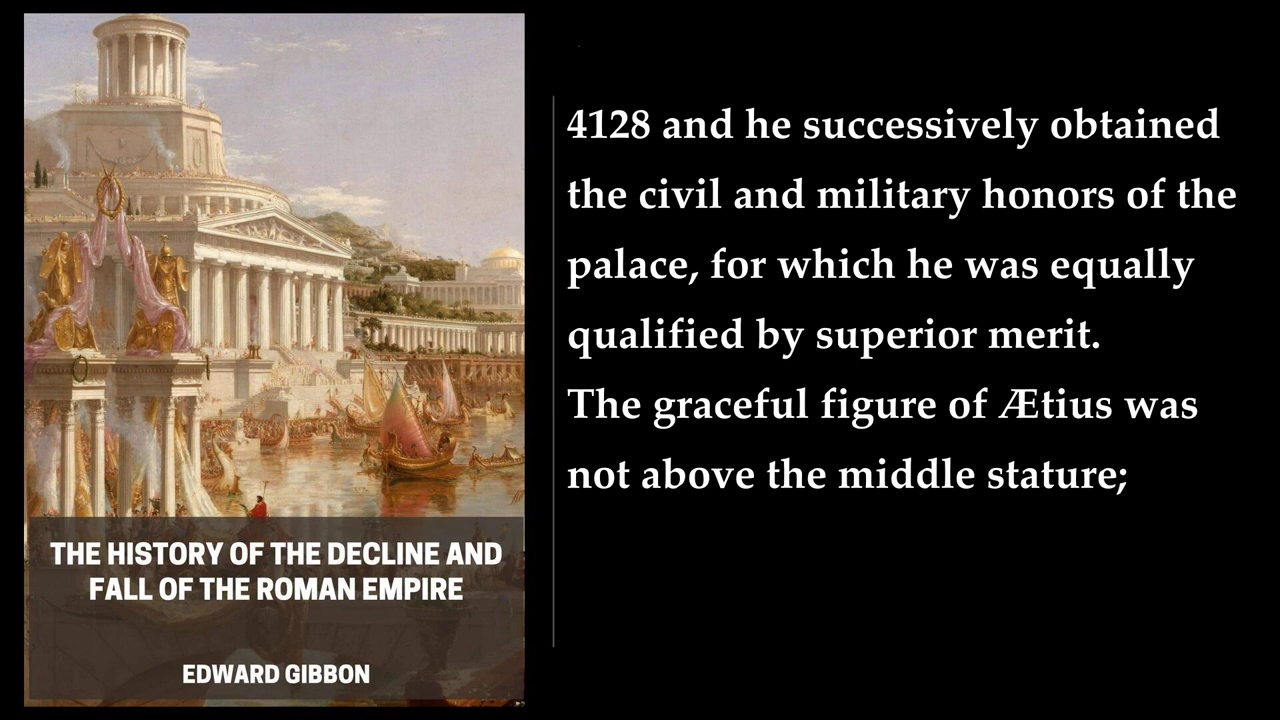 4128 and he successively obtained
the civil and military honors of the
palace, for which he was equally
qualified by superior merit.
The graceful figure of Ætius was
not above the middle stature;
THE HISTORY OF THE DECLINE AND
FALL OF THE ROMAN EMPIRE
EDWARD GIBBON